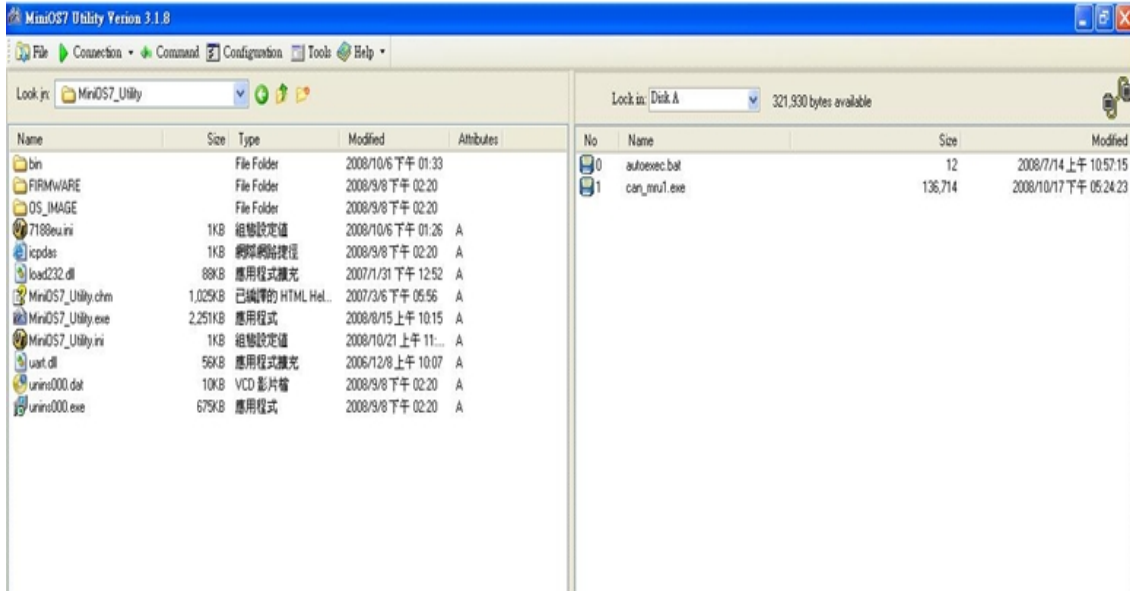 MiniOS7 Utility Verion 3.1.8
File Connection Command Configuration Tools Help
Look in: MiniOS7_Utility
Lock in: Disk A 321,930 bytes available
Name Size Type Modified Attributes
No Name Size Modified
bin File Folder 2008/10/6 下午 01:33
FIRMWARE File Folder 2008/9/8 下午 02:20
OS_IMAGE File Folder 2008/9/8 下午 02:20
7188eu.ini 1KB 組態設定值 2008/10/6 下午 01:26 A
icpdas 1KB 網際網路捷徑 2008/9/8 下午 02:20 A
load232.dll 88KB 應用程式擴充 2007/1/31 下午 12:52 A
MiniOS7_Utility.chm 1,025KB 已編譯的 HTML Hel... 2007/3/6 下午 05:56 A
MiniOS7_Utility.exe 2,251KB 應用程式 2008/8/15 上午 10:15 A
MiniOS7_Utility.ini 1KB 組態設定值 2008/10/21 上午 11:... A
uart.dll 56KB 應用程式擴充 2006/12/8 上午 10:07 A
unins000.dat 10KB VCD 影片檔 2008/9/8 下午 02:20 A
unins000.exe 675KB 應用程式 2008/9/8 下午 02:20 A
0 autoexec.bat 12 2008/7/14 上午 10:57:15
1 can_mru1.exe 136,714 2008/10/17 下午 05:24:23